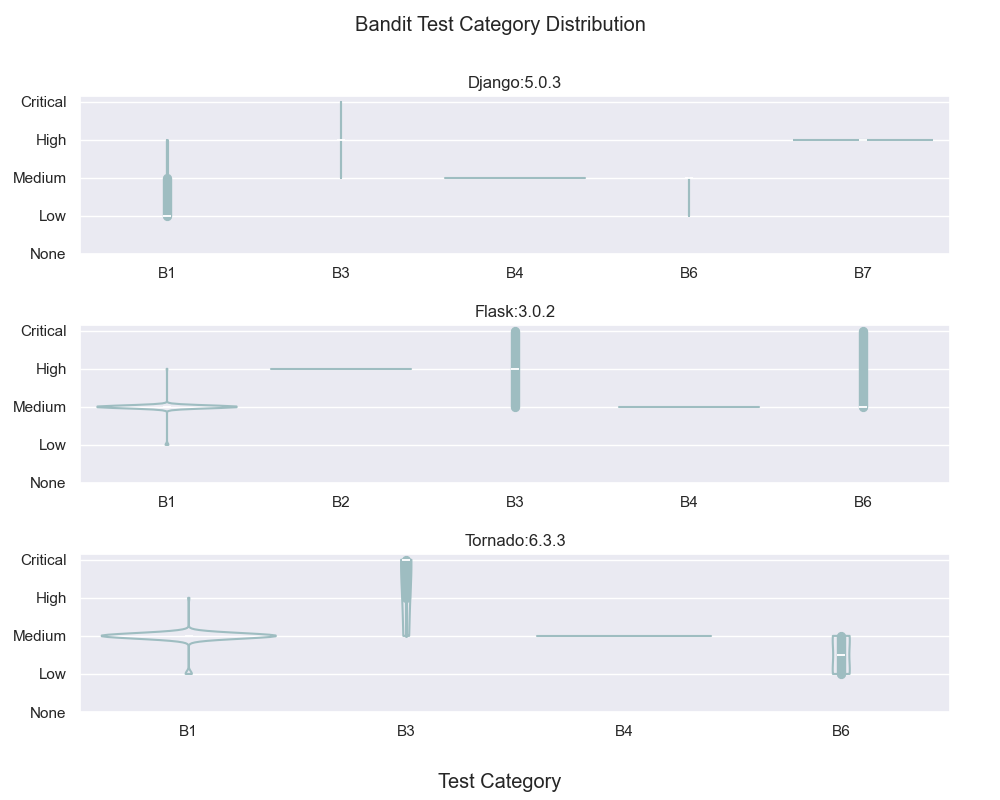 Bandit Test Category Distribution
Django:5.0.3
Critical
High
Medium
Low
None
B1 B3 B4 B6 B7
Flask:3.0.2
Critical
High
Medium
Low
None
B1 B2 B3 B4 B6
Tornado:6.3.3
Critical
High
Medium
Low
None
B1 B3 B4 B6
Test Category